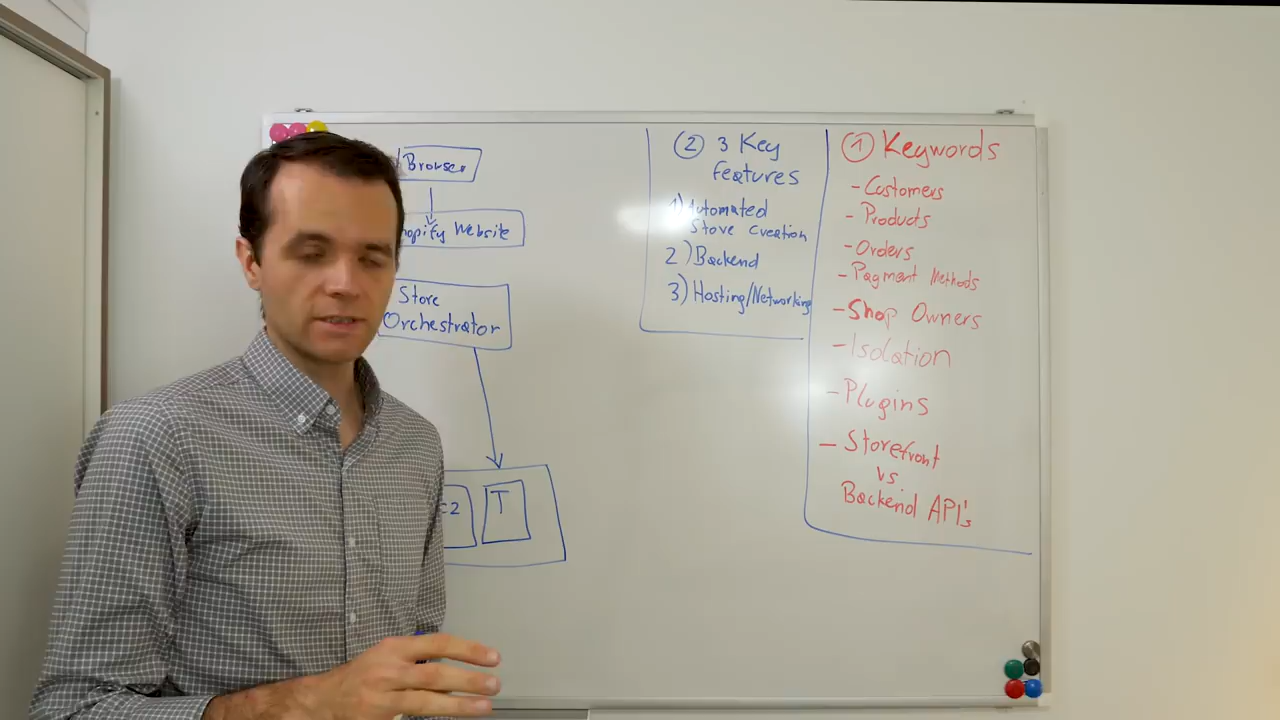 Browser
Shopify Website
Store
Orchestrator
T
② 3 Key
Features
1) Automated
Store creation
2) Backend
3) Hosting/Networking
① Keywords
- Customers
- Products
- Orders
- Payment Methods
- Shop Owners
- Isolation
- Plugins
- Storefront
vs
Backend API's